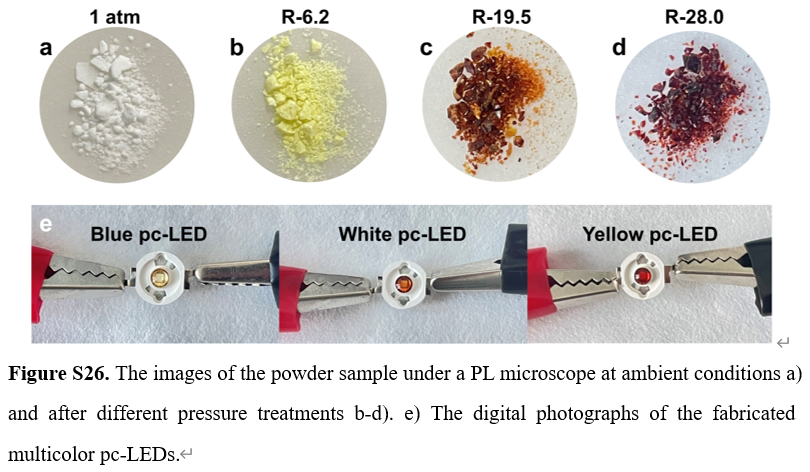 1 atm R-6.2 R-19.5 R-28.0
a b c d
e
Blue pc-LED White pc-LED Yellow pc-LED
Figure S26. The images of the powder sample under a PL microscope at ambient conditions a)
and after different pressure treatments b-d). e) The digital photographs of the fabricated
multicolor pc-LEDs.